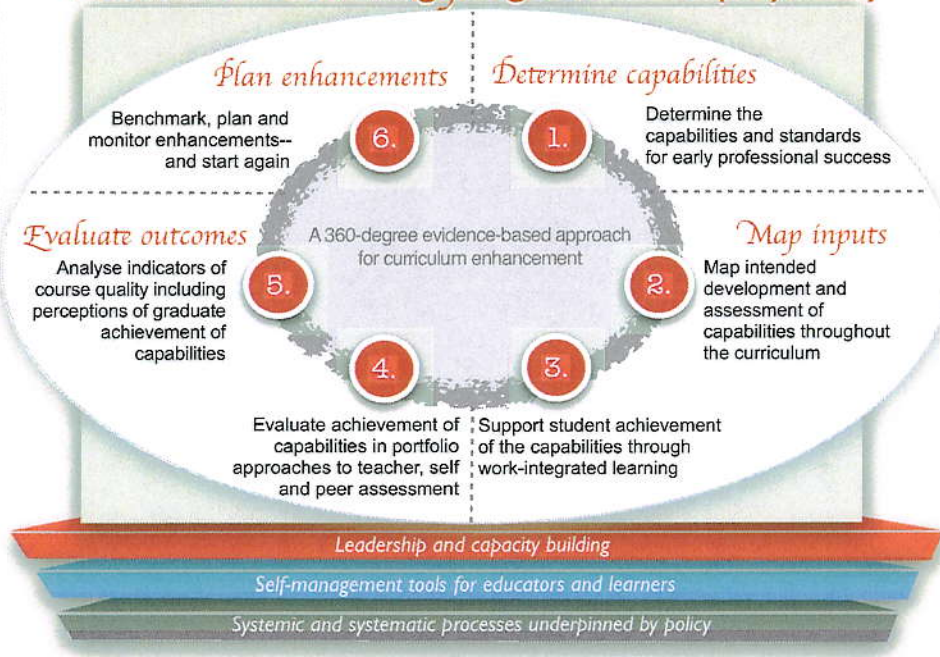 Plan enhancements
Benchmark, plan and
monitor enhancements--
and start again
6.
Determine capabilities
Determine the
capabilities and standards
for early professional success
1.
A 360-degree evidence-based approach
for curriculum enhancement
Map inputs
Map intended
development and
assessment of
capabilities throughout
the curriculum
2.
Support student achievement
of the capabilities through
work-integrated learning
3.
Evaluate achievement of
capabilities in portfolio
approaches to teacher, self
and peer assessment
4.
Evaluate outcomes
Analyse indicators of
course quality including
perceptions of graduate
achievement of
capabilities
5.
Leadership and capacity building
Self-management tools for educators and learners
Systemic and systematic processes underpinned by policy